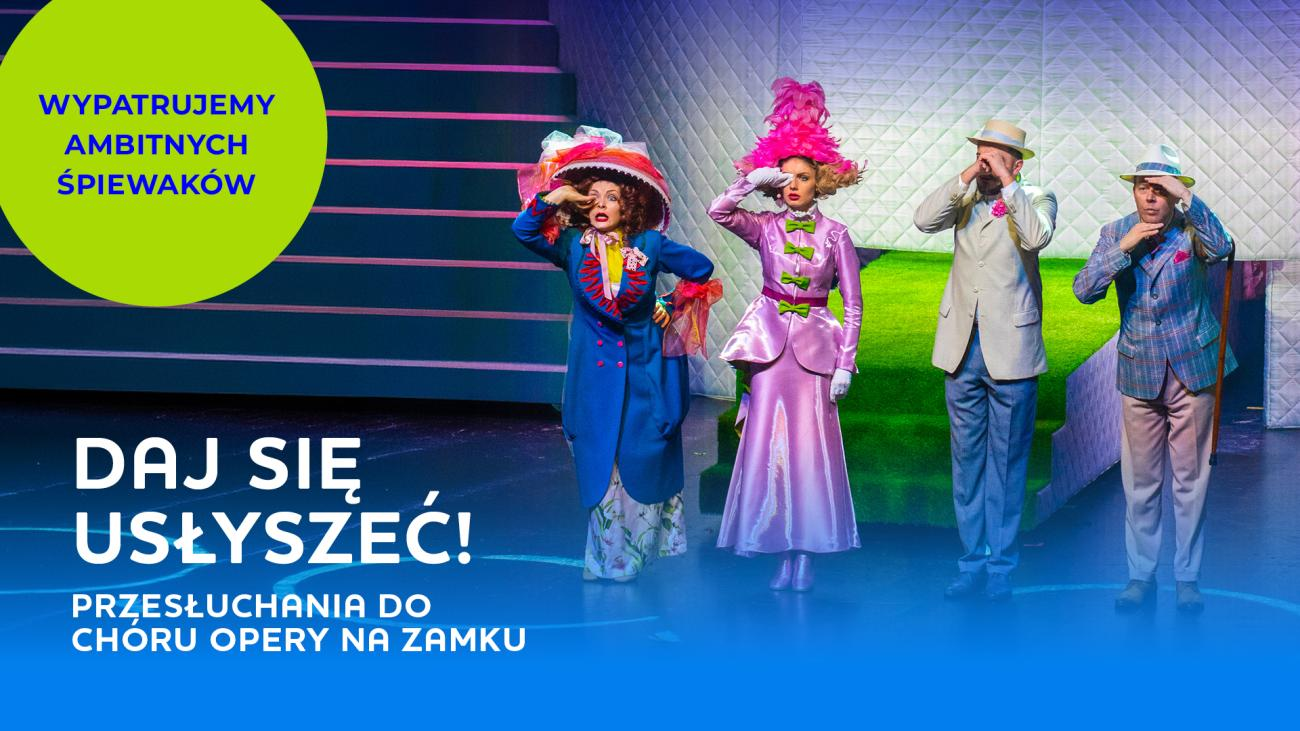 WYPATRUJEMY
AMBITNYCH
ŚPIEWAKÓW
DAJ SIĘ
USŁYSZEĆ!
PRZESŁUCHANIA DO
CHÓRU OPERY NA ZAMKU